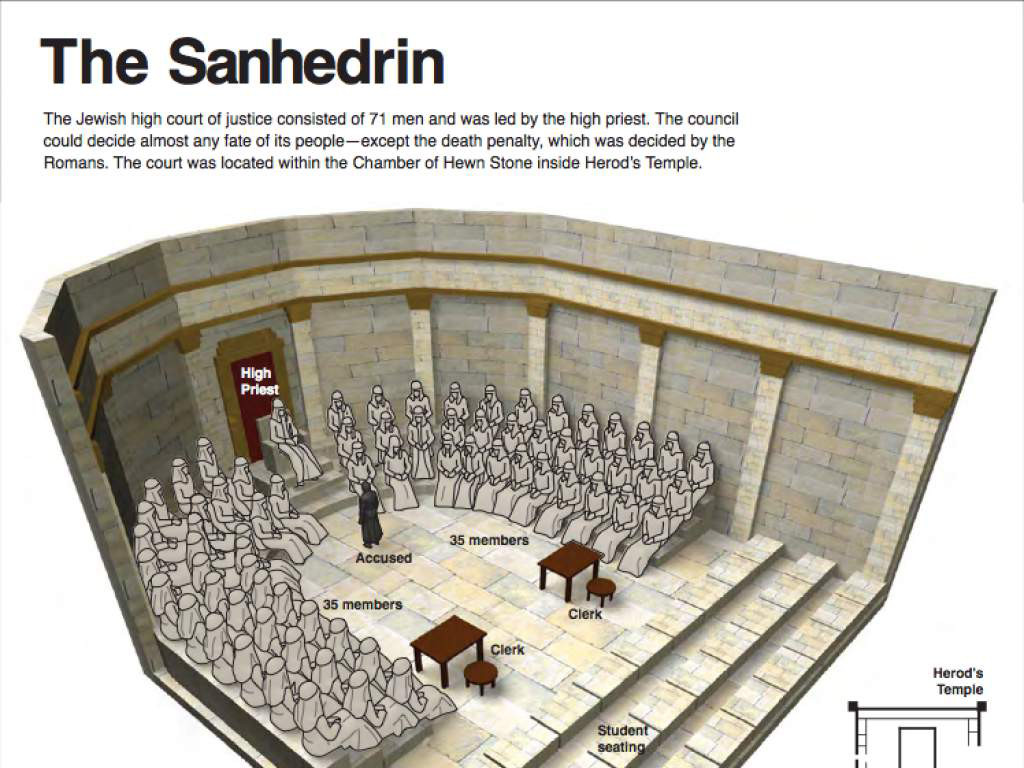 The Sanhedrin
The Jewish high court of justice consisted of 71 men and was led by the high priest. The council
could decide almost any fate of its people—except the death penalty, which was decided by the
Romans. The court was located within the Chamber of Hewn Stone inside Herod's Temple.
High
Priest
35 members
Accused
35 members
Clerk
Clerk
Herod's
Temple
Student
seating